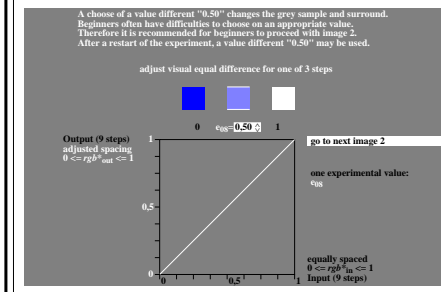 A choose of a value different "0.50" changes the grey sample and surround.
Beginners often have difficulties to choose on an appropriate value.
Therefore it is recommended for beginners to proceed with image 2.
After a restart of the experiment, a value different "0.50" may be used.
adjust visual equal difference for one of 3 steps
0 e0S=0,50 1
Output (9 steps)
adjusted spacing
0 <= rgb*out <= 1
1
go to next image 2
one experimental value:
e0S
0,5
equally spaced
0 <= rgb*in <= 1
Input (9 steps)
0
0 0,5 1